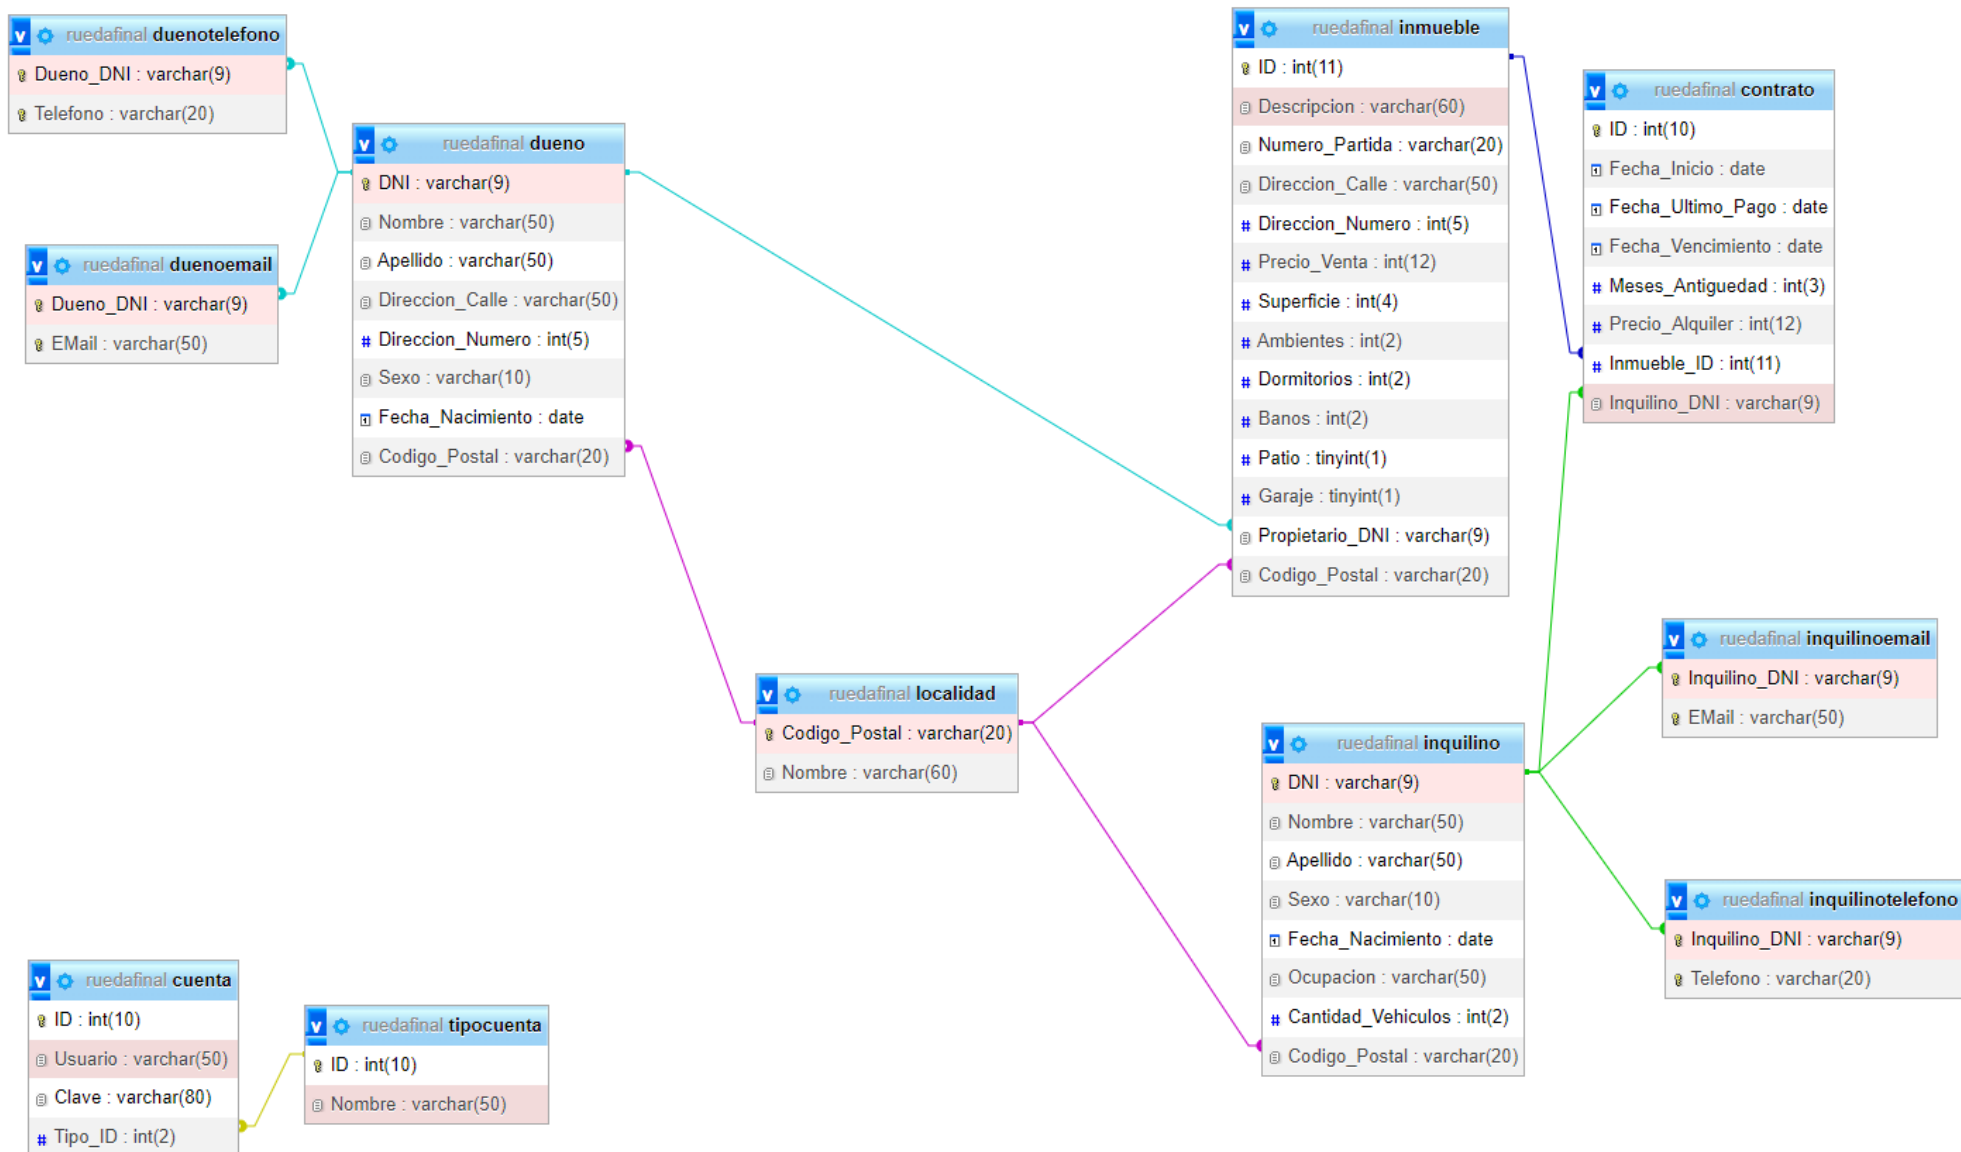 ruedafinal duenotelefono
Dueno_DNI : varchar(9)
Telefono : varchar(20)
ruedafinal duenoemail
Dueno_DNI : varchar(9)
EMail : varchar(50)
ruedafinal dueno
DNI : varchar(9)
Nombre : varchar(50)
Apellido : varchar(50)
Direccion_Calle : varchar(50)
# Direccion_Numero : int(5)
Sexo : varchar(10)
Fecha_Nacimiento : date
Codigo_Postal : varchar(20)
ruedafinal inmueble
ID : int(11)
Descripcion : varchar(60)
Numero_Partida : varchar(20)
Direccion_Calle : varchar(50)
# Direccion_Numero : int(5)
# Precio_Venta : int(12)
# Superficie : int(4)
# Ambientes : int(2)
# Dormitorios : int(2)
# Banos : int(2)
# Patio : tinyint(1)
# Garaje : tinyint(1)
Propietario_DNI : varchar(9)
Codigo_Postal : varchar(20)
ruedafinal contrato
ID : int(10)
Fecha_Inicio : date
Fecha_Ultimo_Pago : date
Fecha_Vencimiento : date
# Meses_Antiguedad : int(3)
# Precio_Alquiler : int(12)
# Inmueble_ID : int(11)
Inquilino_DNI : varchar(9)
ruedafinal localidad
Codigo_Postal : varchar(20)
Nombre : varchar(60)
ruedafinal inquilino
DNI : varchar(9)
Nombre : varchar(50)
Apellido : varchar(50)
Sexo : varchar(10)
Fecha_Nacimiento : date
Ocupacion : varchar(50)
# Cantidad_Vehiculos : int(2)
Codigo_Postal : varchar(20)
ruedafinal inquilinoemail
Inquilino_DNI : varchar(9)
EMail : varchar(50)
ruedafinal inquilinotelefono
Inquilino_DNI : varchar(9)
Telefono : varchar(20)
ruedafinal cuenta
ID : int(10)
Usuario : varchar(50)
Clave : varchar(80)
# Tipo_ID : int(2)
ruedafinal tipocuenta
ID : int(10)
Nombre : varchar(50)